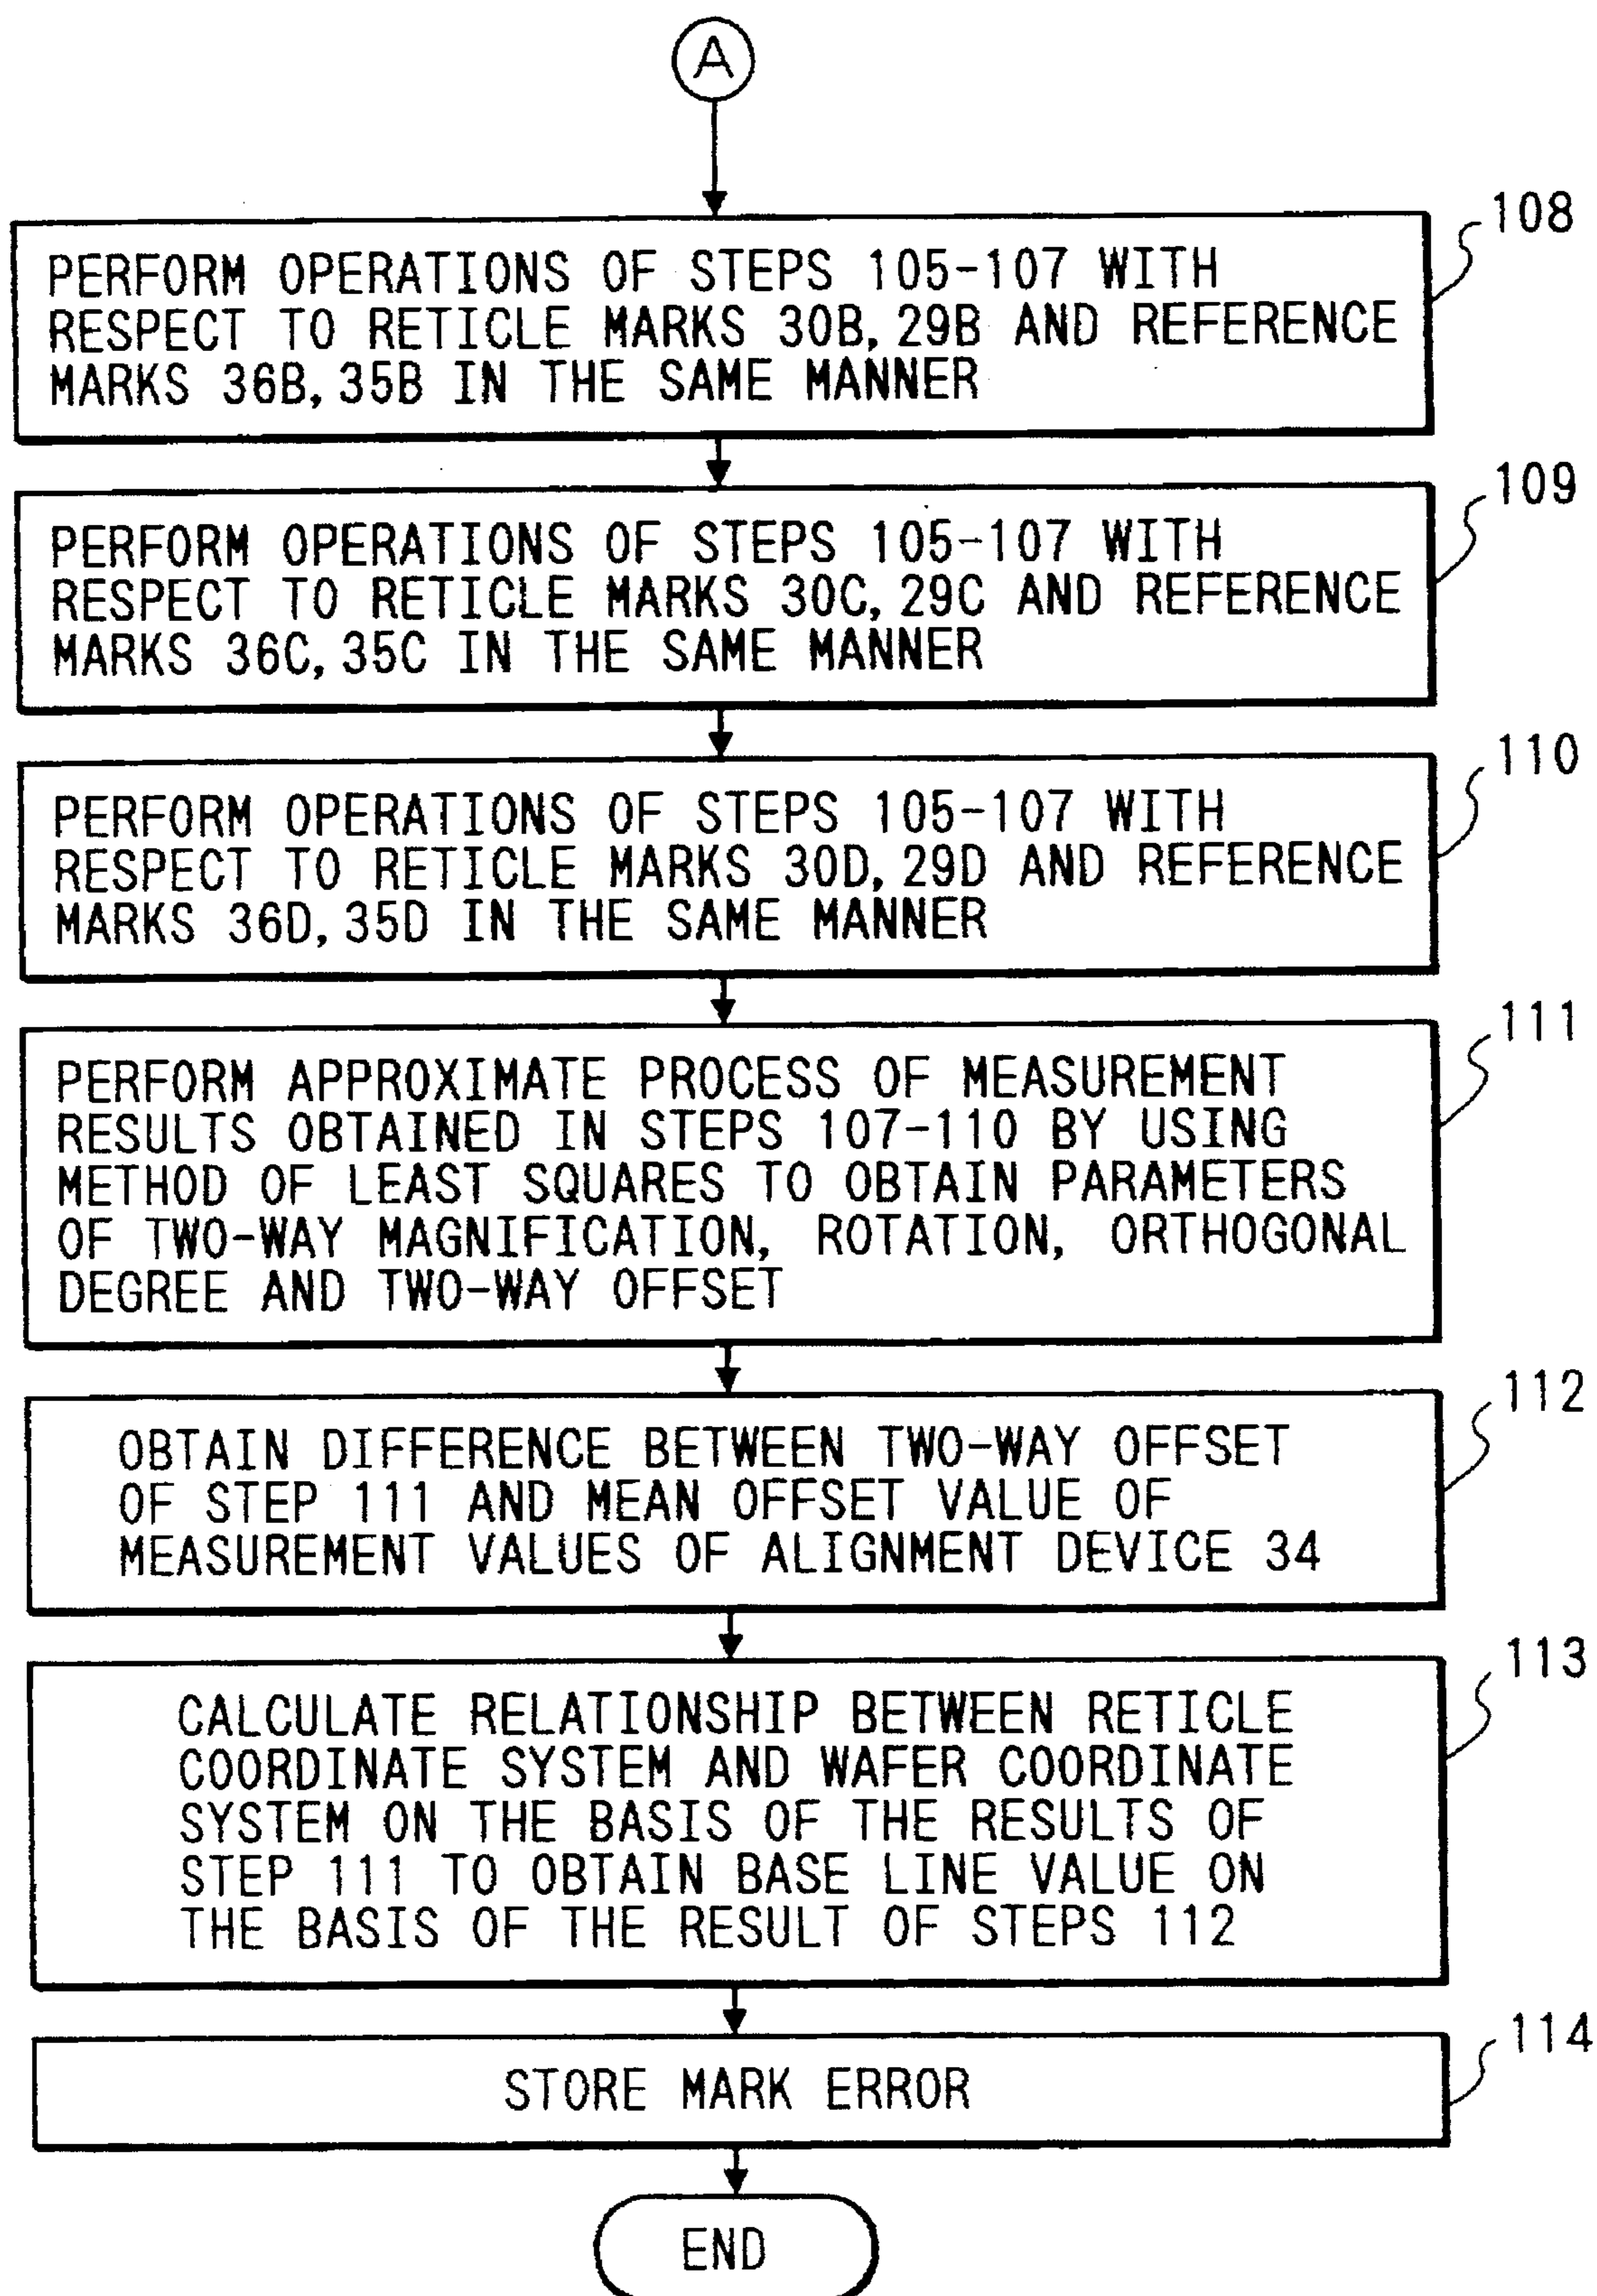 A
108
PERFORM OPERATIONS OF STEPS 105-107 WITH
RESPECT TO RETICLE MARKS 30B, 29B AND REFERENCE
MARKS 36B, 35B IN THE SAME MANNER
109
PERFORM OPERATIONS OF STEPS 105-107 WITH
RESPECT TO RETICLE MARKS 30C, 29C AND REFERENCE
MARKS 36C, 35C IN THE SAME MANNER
110
PERFORM OPERATIONS OF STEPS 105-107 WITH
RESPECT TO RETICLE MARKS 30D, 29D AND REFERENCE
MARKS 36D, 35D IN THE SAME MANNER
111
PERFORM APPROXIMATE PROCESS OF MEASUREMENT
RESULTS OBTAINED IN STEPS 107-110 BY USING
METHOD OF LEAST SQUARES TO OBTAIN PARAMETERS
OF TWO-WAY MAGNIFICATION, ROTATION, ORTHOGONAL
DEGREE AND TWO-WAY OFFSET
112
OBTAIN DIFFERENCE BETWEEN TWO-WAY OFFSET
OF STEP 111 AND MEAN OFFSET VALUE OF
MEASUREMENT VALUES OF ALIGNMENT DEVICE 34
113
CALCULATE RELATIONSHIP BETWEEN RETICLE
COORDINATE SYSTEM AND WAFER COORDINATE
SYSTEM ON THE BASIS OF THE RESULTS OF
STEP 111 TO OBTAIN BASE LINE VALUE ON
THE BASIS OF THE RESULT OF STEPS 112
114
STORE MARK ERROR
END